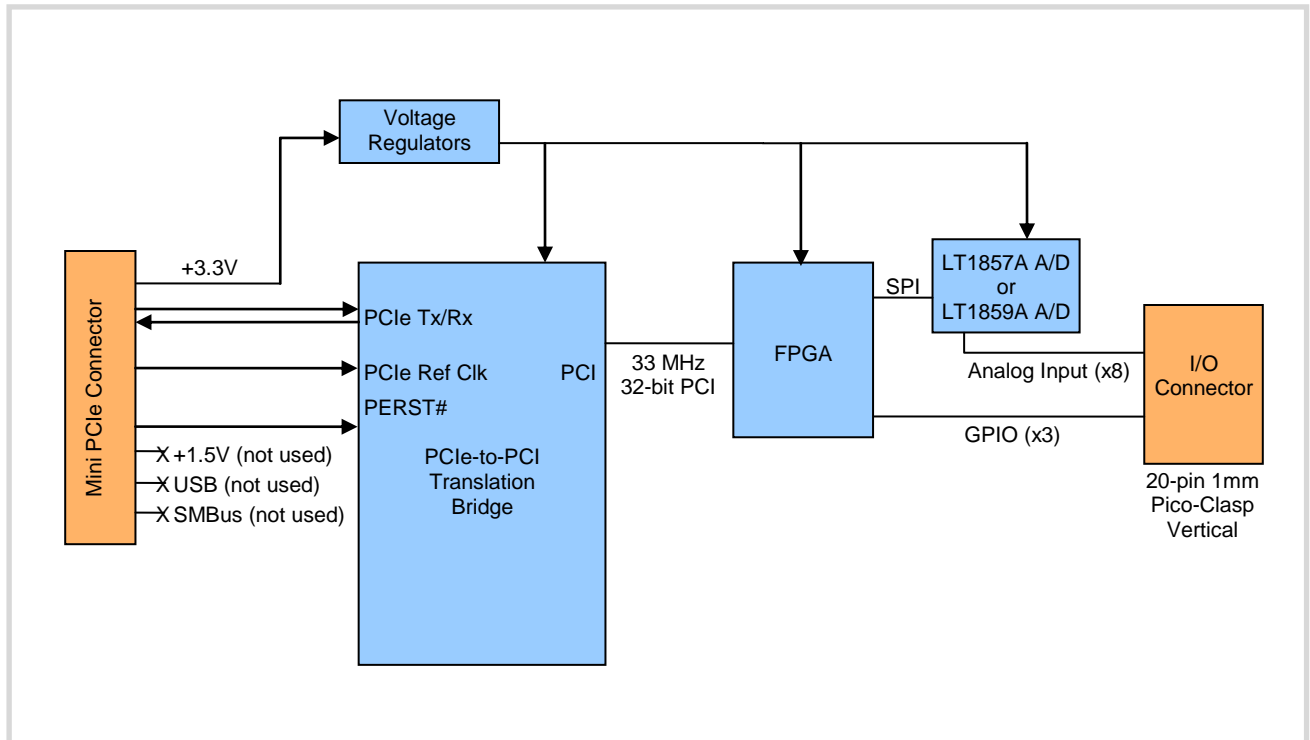 Voltage
Regulators
+3.3V
Mini PCIe Connector
PCIe Tx/Rx
PCIe Ref Clk
PCI
PERST#
PCIe-to-PCI
Translation
Bridge
X +1.5V (not used)
X USB (not used)
X SMBus (not used)
33 MHz
32-bit PCI
FPGA
SPI
LT1857A A/D
or
LT1859A A/D
Analog Input (x8)
GPIO (x3)
I/O
Connector
20-pin 1mm
Pico-Clasp
Vertical